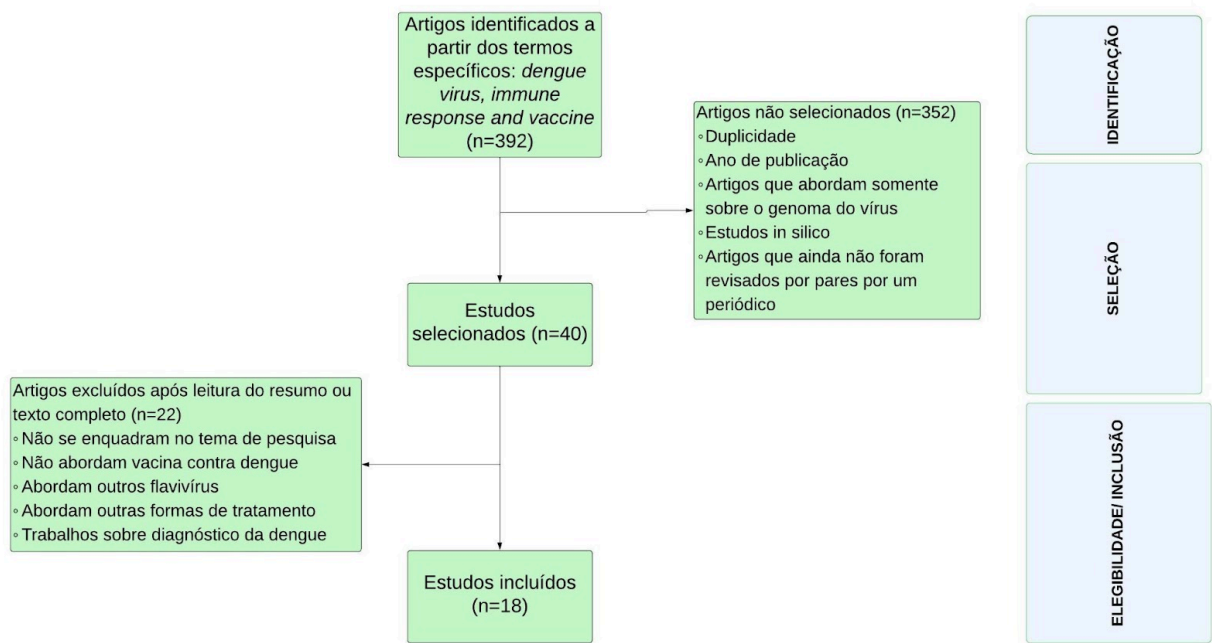 Artigos identificados a
partir dos termos
específicos: dengue
virus, immune
response and vaccine
(n=392)
Artigos não selecionados (n=352)
◦Duplicidade
◦Ano de publicação
◦Artigos que abordam somente
sobre o genoma do vírus
◦Estudos in silico
◦Artigos que ainda não foram
revisados por pares por um
periódico
Estudos
selecionados (n=40)
Artigos excluídos após leitura do resumo ou
texto completo (n=22)
◦Não se enquadram no tema de pesquisa
◦Não abordam vacina contra dengue
◦Abordam outros flavivírus
◦Abordam outras formas de tratamento
◦Trabalhos sobre diagnóstico da dengue
Estudos incluídos
(n=18)
IDENTIFICAÇÃO
SELEÇÃO
ELEGIBILIDADE/ INCLUSÃO